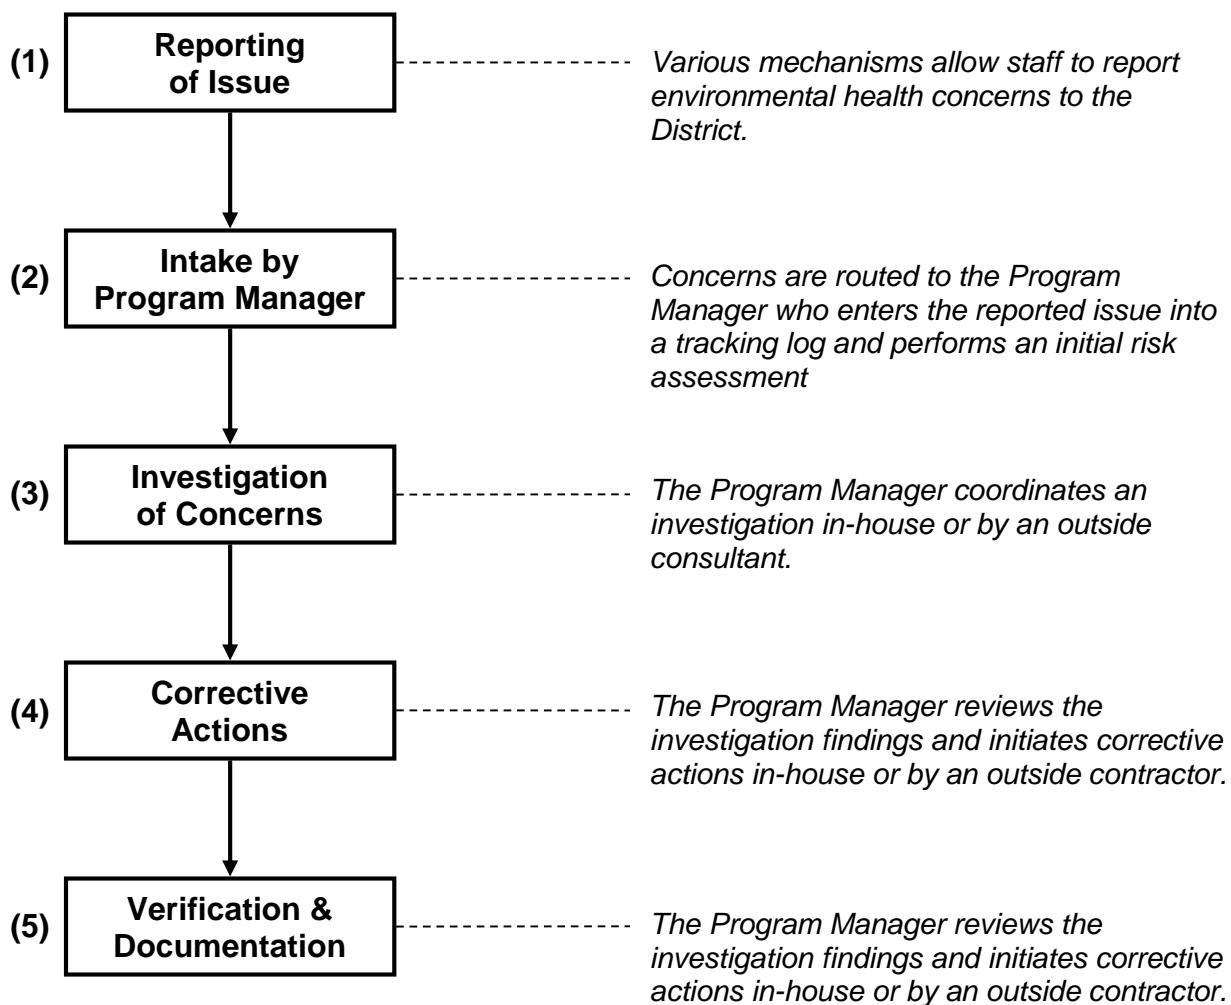 (1)
Reporting
of Issue
Various mechanisms allow staff to report
environmental health concerns to the
District.
(2)
Intake by
Program Manager
Concerns are routed to the Program
Manager who enters the reported issue into
a tracking log and performs an initial risk
assessment
(3)
Investigation
of Concerns
The Program Manager coordinates an
investigation in-house or by an outside
consultant.
(4)
Corrective
Actions
The Program Manager reviews the
investigation findings and initiates corrective
actions in-house or by an outside contractor.
(5)
Verification &
Documentation
The Program Manager reviews the
investigation findings and initiates corrective
actions in-house or by an outside contractor.